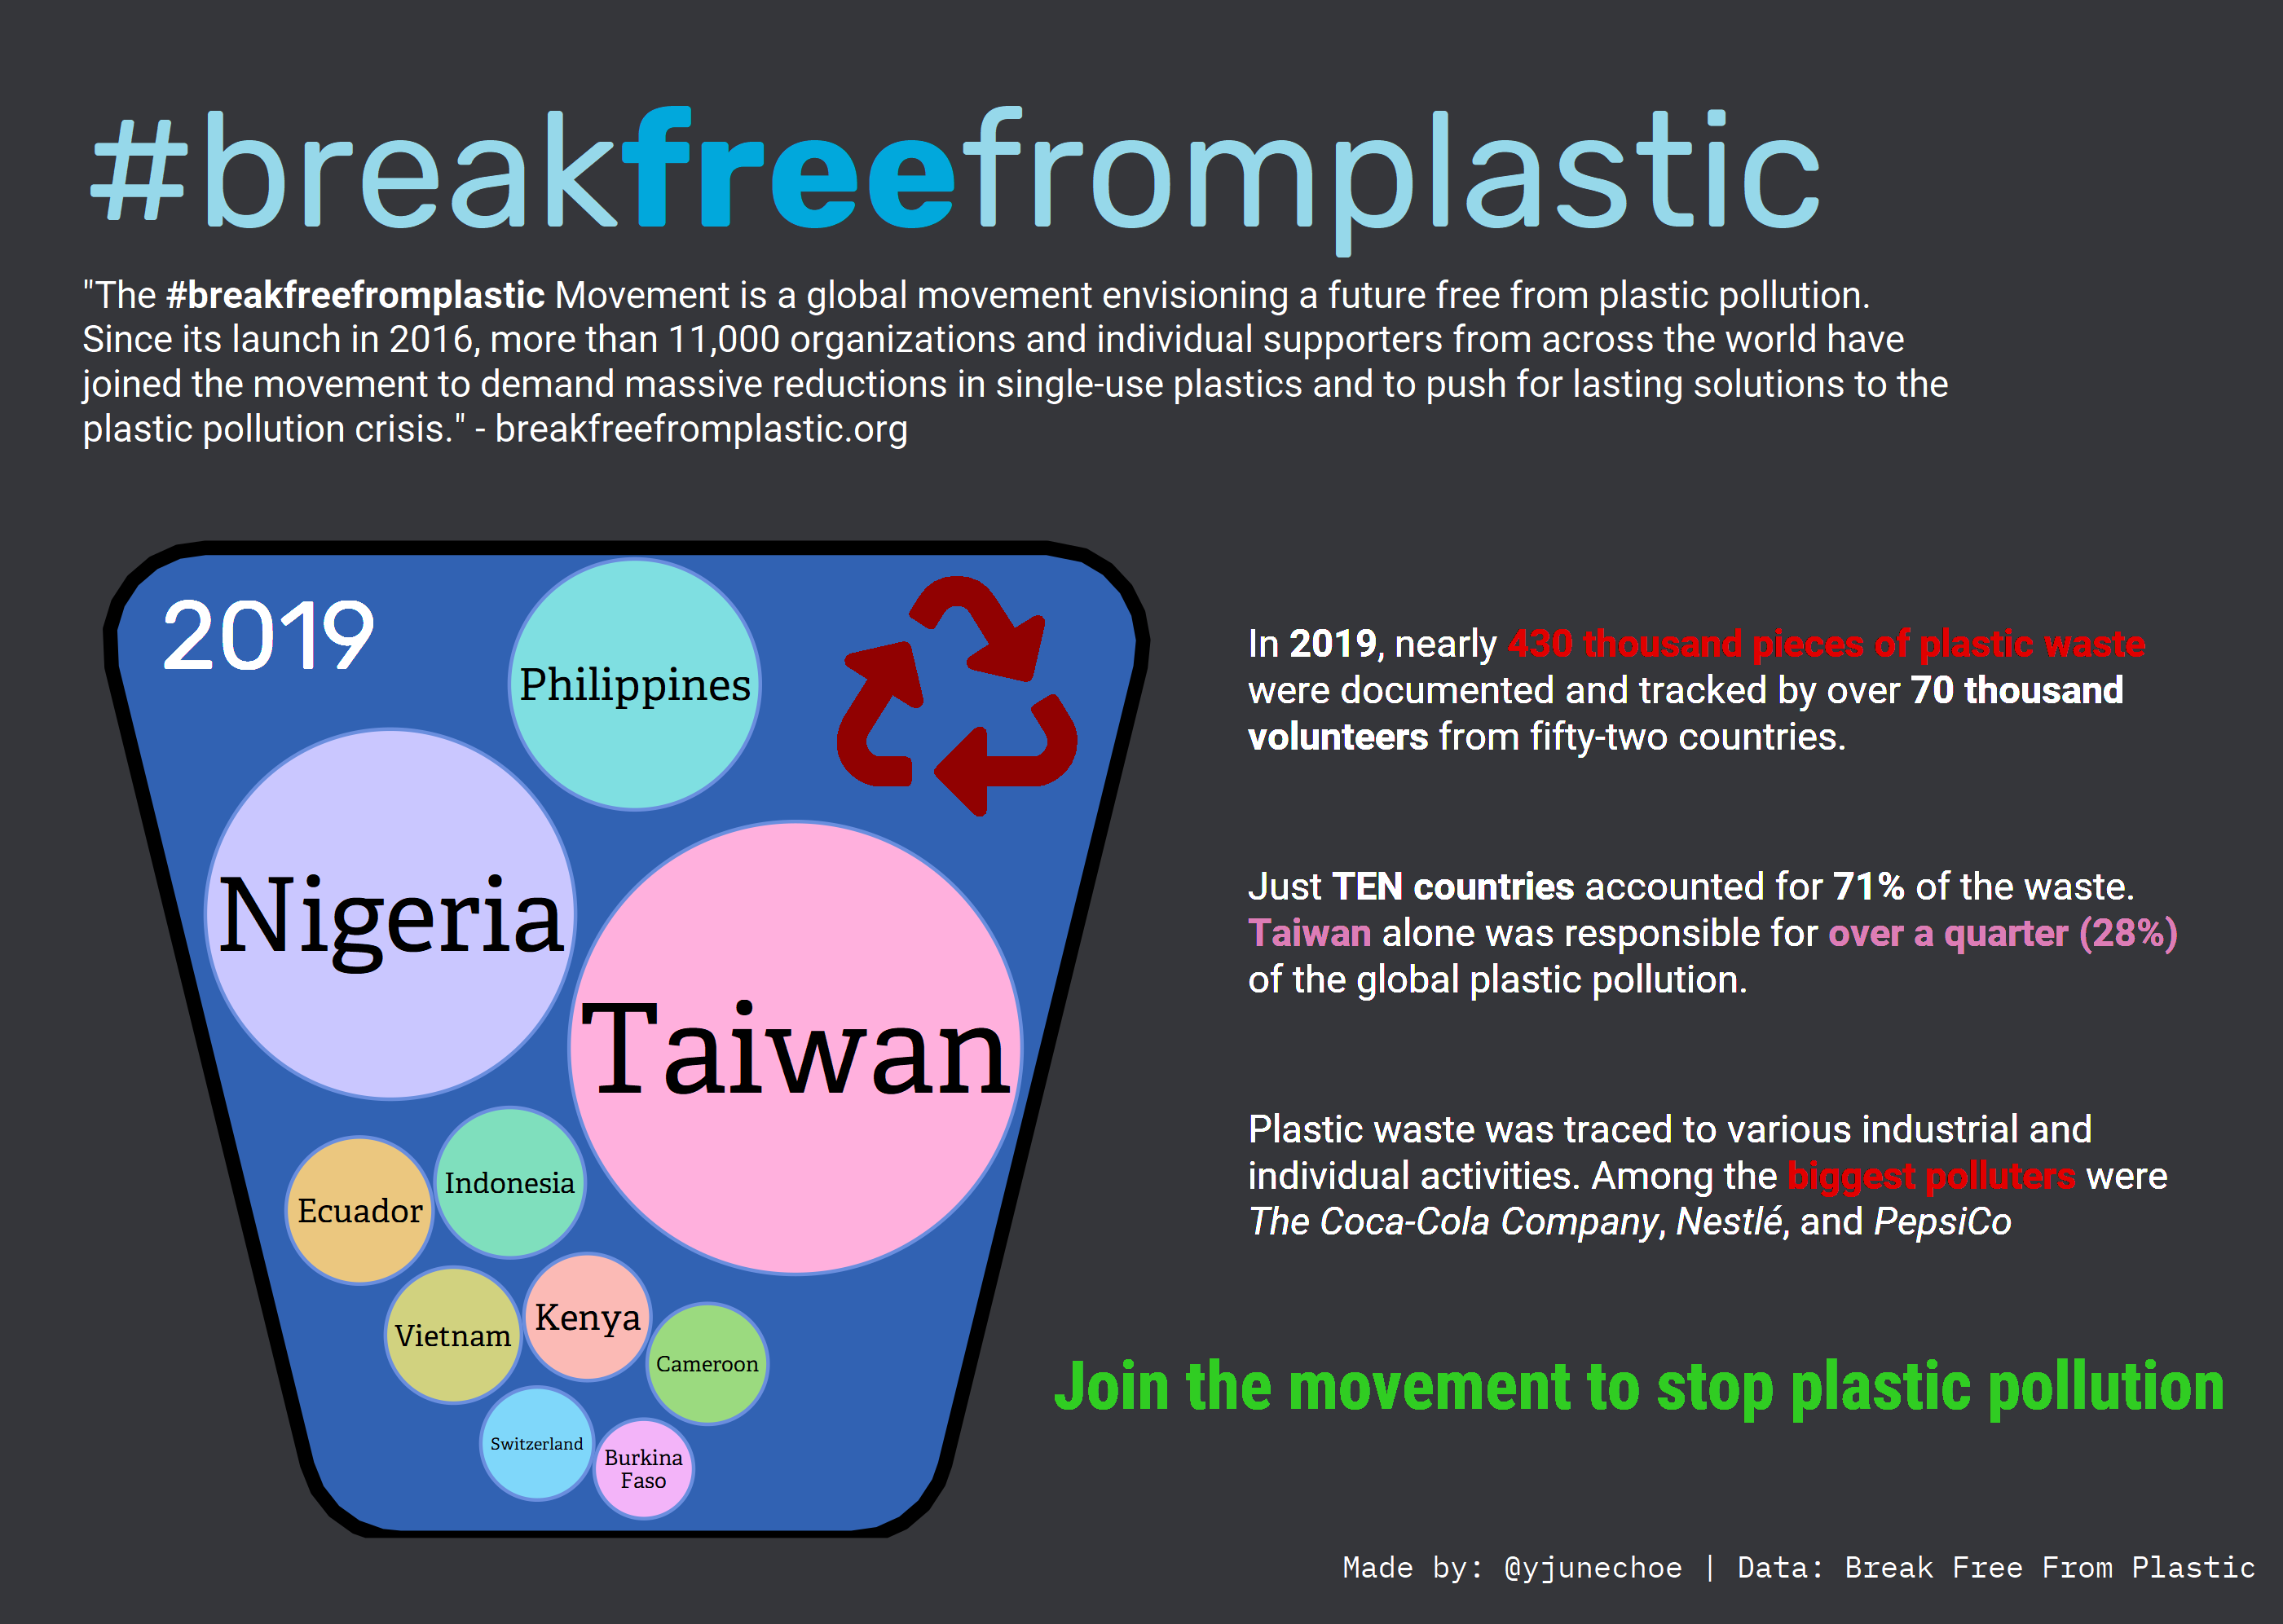 #breakfreefromplastic
"The #breakfreefromplastic Movement is a global movement envisioning a future free from plastic pollution.
Since its launch in 2016, more than 11,000 organizations and individual supporters from across the world have
joined the movement to demand massive reductions in single-use plastics and to push for lasting solutions to the
plastic pollution crisis." - breakfreefromplastic.org
2019
Philippines
Nigeria
Taiwan
Indonesia
Ecuador
Kenya
Vietnam
Cameroon
Switzerland
Burkina
Faso
In 2019, nearly 430 thousand pieces of plastic waste
were documented and tracked by over 70 thousand
volunteers from fifty-two countries.
Just TEN countries accounted for 71% of the waste.
Taiwan alone was responsible for over a quarter (28%)
of the global plastic pollution.
Plastic waste was traced to various industrial and
individual activities. Among the biggest polluters were
The Coca-Cola Company, Nestlé, and PepsiCo
Join the movement to stop plastic pollution
Made by: @yjunechoe | Data: Break Free From Plastic